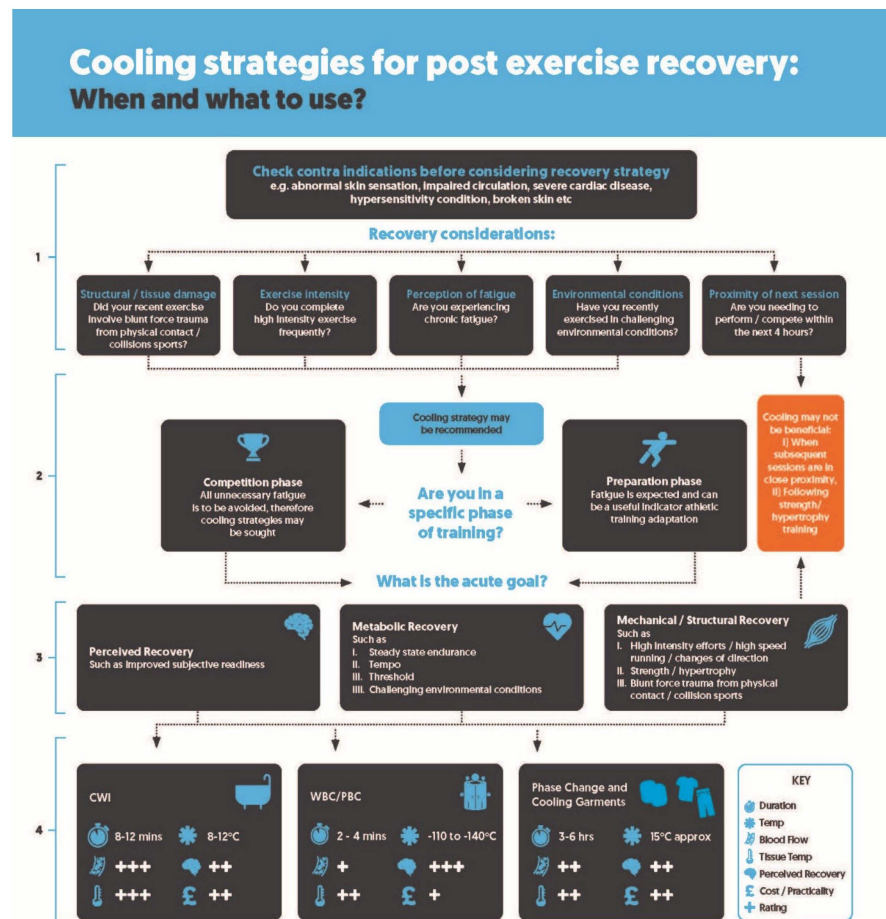 Cooling strategies for post exercise recovery:
When and what to use?
Check contra indications before considering recovery strategy
e.g. abnormal skin sensation, impaired circulation, severe cardiac disease,
hypersensitivity condition, broken skin etc
1
Recovery considerations:
Structural / tissue damage
Did your recent exercise
involve blunt force trauma
from physical contact /
collisions sports?
Exercise intensity
Do you complete
high intensity exercise
frequently?
Perception of fatigue
Are you experiencing
chronic fatigue?
Environmental conditions
Have you recently
exercised in challenging
environmental conditions?
Proximity of next session
Are you needing to
perform / compete within
the next 4 hours?
2
Cooling strategy may
be recommended
Competition phase
All unnecessary fatigue
is to be avoided, therefore
cooling strategies may
be sought
Are you in a
specific phase
of training?
Preparation phase
Fatigue is expected and can
be a useful indicator athletic
training adaptation
Cooling may not
be beneficial:
I) When
subsequent
sessions are in
close proximity,
II) Following
strength/
hypertrophy
training
What is the acute goal?
3
Perceived Recovery
Such as improved subjective readiness
Metabolic Recovery
Such as
I. Steady state endurance
II. Tempo
III. Threshold
IIII. Challenging environmental conditions
Mechanical / Structural Recovery
Such as
I. High intensity efforts / high speed
running / changes of direction
II. Strength / hypertrophy
III. Blunt force trauma from physical
contact / collision sports
4
CWI
8-12 mins 8-12°C
+++ ++
+++ £ ++
WBC/PBC
2 - 4 mins -110 to -140°C
+ +++
++ £ +
Phase Change and
Cooling Garments
3-6 hrs 15°C approx
++ ++
++ £ ++
KEY
Duration
Temp
Blood Flow
Tissue Temp
Perceived Recovery
£ Cost / Practicality
+ Rating